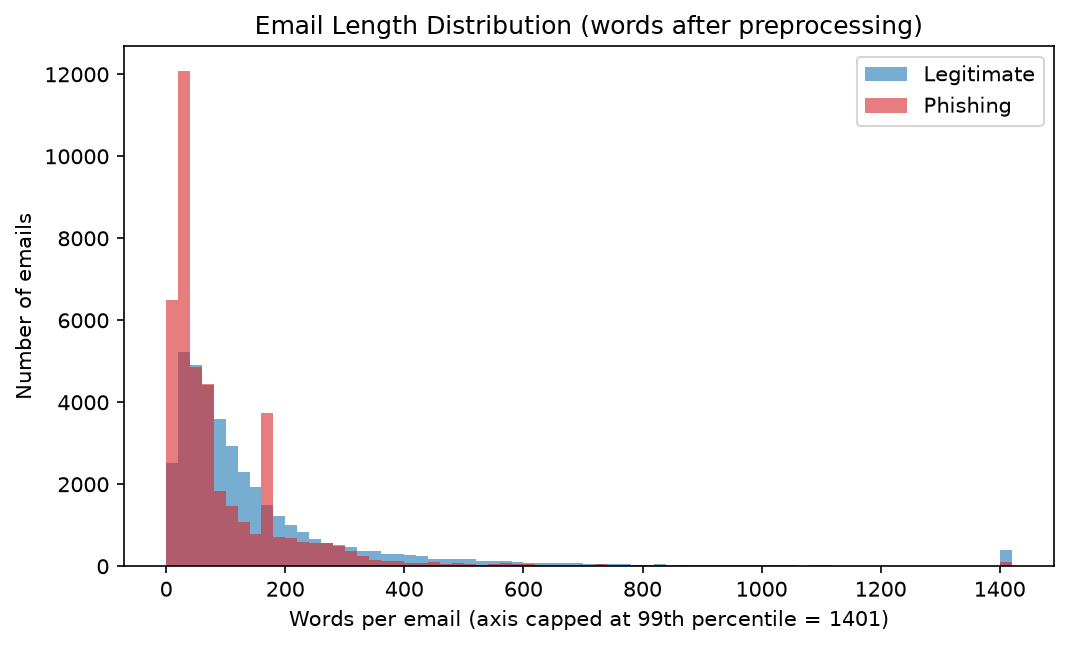 Email Length Distribution (words after preprocessing)
Legitimate
Phishing
12000
10000
8000
6000
4000
2000
0
Number of emails
0 200 400 600 800 1000 1200 1400
Words per email (axis capped at 99th percentile = 1401)